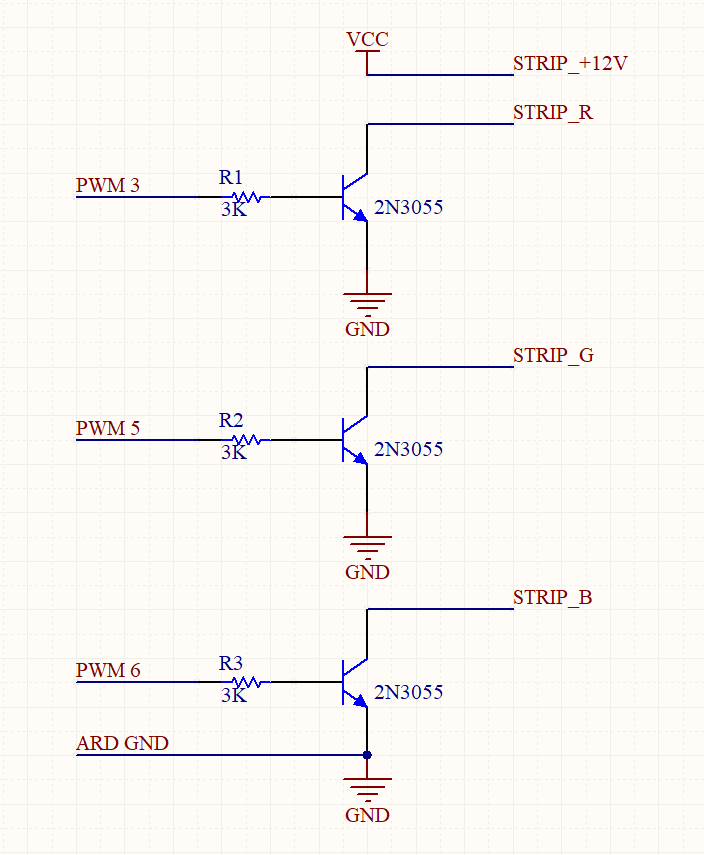 VCC
STRIP_+12V
STRIP_R
PWM 3
R1
3K
2N3055
GND
STRIP_G
PWM 5
R2
3K
2N3055
GND
STRIP_B
PWM 6
R3
3K
2N3055
ARD GND
GND